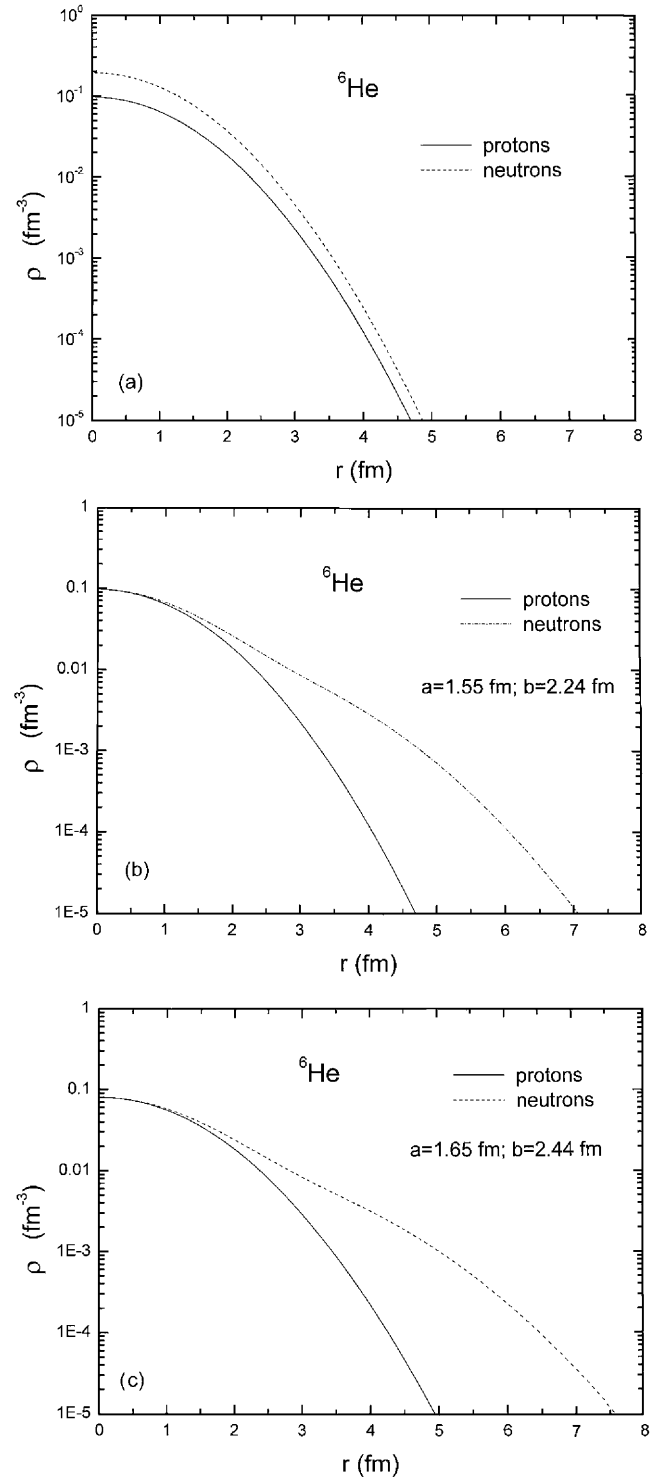 10⁰
⁶He
protons
neutrons
10⁻¹
10⁻²
ρ (fm⁻³)
10⁻³
10⁻⁴
(a)
10⁻⁵
0 1 2 3 4 5 6 7 8
r (fm)
1
⁶He
protons
neutrons
0.1
a=1.55 fm; b=2.24 fm
0.01
ρ (fm⁻³)
1E-3
1E-4
(b)
1E-5
0 1 2 3 4 5 6 7 8
r (fm)
1
⁶He
protons
neutrons
0.1
a=1.65 fm; b=2.44 fm
0.01
ρ (fm⁻³)
1E-3
1E-4
(c)
1E-5
0 1 2 3 4 5 6 7 8
r (fm)